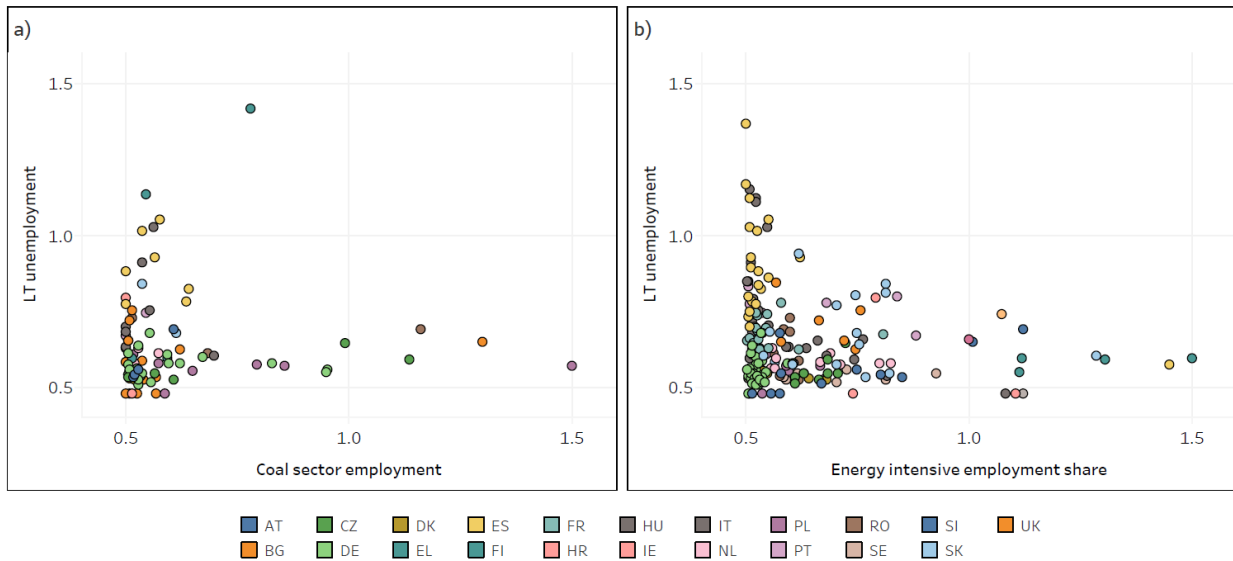 a)
1.5
1.0
0.5
LT unemployment
0.5 1.0 1.5
Coal sector employment
b)
1.5
1.0
0.5
LT unemployment
0.5 1.0 1.5
Energy intensive employment share
AT CZ DK ES FR HU IT PL RO SI UK
BG DE EL FI HR IE NL PT SE SK